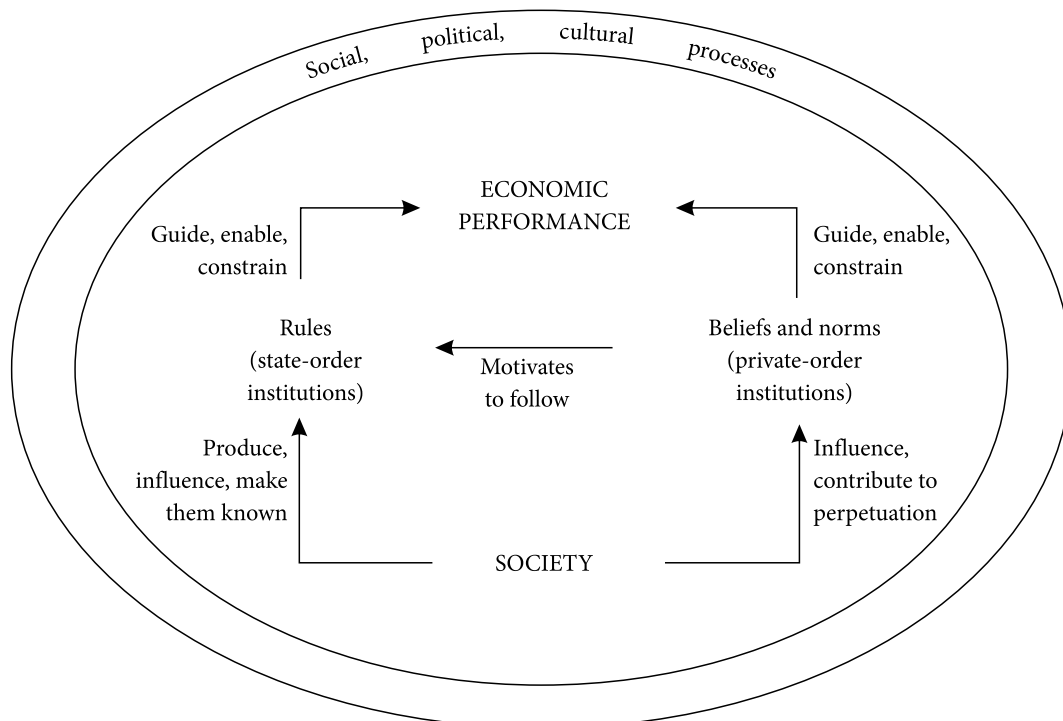 Social, political, cultural processes
ECONOMIC
PERFORMANCE
Guide, enable,
constrain
Guide, enable,
constrain
Rules
(state-order
institutions)
Motivates
to follow
Beliefs and norms
(private-order
institutions)
Produce,
influence, make
them known
Influence,
contribute to
perpetuation
SOCIETY